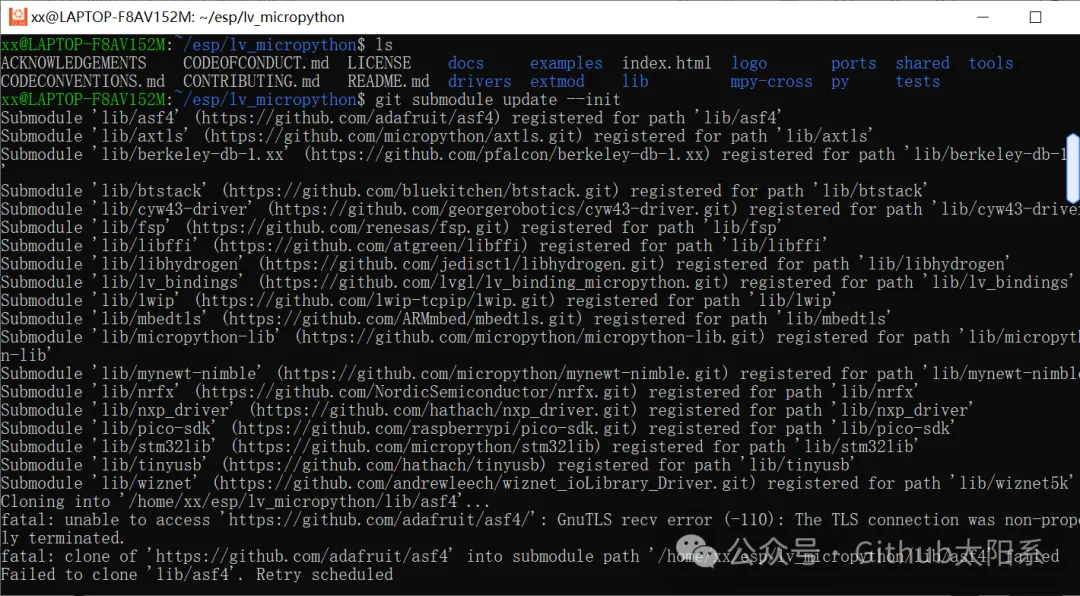 xx@LAPTOP-F8AV152M: ~/esp/lv_micropython
xx@LAPTOP-F8AV152M:~/esp/lv_micropython$ ls
ACKNOWLEDGEMENTS CODEOFCONDUCT.md LICENSE docs examples index.html logo ports shared tools
CODECONVENTIONS.md CONTRIBUTING.md README.md drivers extmod lib mpy-cross py tests
xx@LAPTOP-F8AV152M:~/esp/lv_micropython$ git submodule update --init
Submodule 'lib/asf4' (https://github.com/adafruit/asf4) registered for path 'lib/asf4'
Submodule 'lib/axtls' (https://github.com/micropython/axtls.git) registered for path 'lib/axtls'
Submodule 'lib/berkeley-db-1.xx' (https://github.com/pfalcon/berkeley-db-1.xx) registered for path 'lib/berkeley-db-1
'
Submodule 'lib/btstack' (https://github.com/bluekitchen/btstack.git) registered for path 'lib/btstack'
Submodule 'lib/cyw43-driver' (https://github.com/georgerobotics/cyw43-driver.git) registered for path 'lib/cyw43-driver
Submodule 'lib/fsp' (https://github.com/renesas/fsp.git) registered for path 'lib/fsp'
Submodule 'lib/libffi' (https://github.com/atgreen/libffi) registered for path 'lib/libffi'
Submodule 'lib/libhydrogen' (https://github.com/jedisct1/libhydrogen.git) registered for path 'lib/libhydrogen'
Submodule 'lib/lv_bindings' (https://github.com/lvgl/lv_binding_micropython.git) registered for path 'lib/lv_bindings'
Submodule 'lib/lwip' (https://github.com/lwip-tcpip/lwip.git) registered for path 'lib/lwip'
Submodule 'lib/mbedtls' (https://github.com/ARMmbed/mbedtls.git) registered for path 'lib/mbedtls'
Submodule 'lib/micropython-lib' (https://github.com/micropython/micropython-lib.git) registered for path 'lib/micropyth
n-lib'
Submodule 'lib/mynewt-nimble' (https://github.com/micropython/mynewt-nimble.git) registered for path 'lib/mynewt-nimble
Submodule 'lib/nrfx' (https://github.com/NordicSemiconductor/nrfx.git) registered for path 'lib/nrfx'
Submodule 'lib/nxp_driver' (https://github.com/hathach/nxp_driver.git) registered for path 'lib/nxp_driver'
Submodule 'lib/pico-sdk' (https://github.com/raspberrypi/pico-sdk.git) registered for path 'lib/pico-sdk'
Submodule 'lib/stm32lib' (https://github.com/micropython/stm32lib) registered for path 'lib/stm32lib'
Submodule 'lib/tinyusb' (https://github.com/hathach/tinyusb) registered for path 'lib/tinyusb'
Submodule 'lib/wiznet5k' (https://github.com/andrewleech/wiznet_ioLibrary_Driver.git) registered for path 'lib/wiznet5k'
Cloning into '/home/xx/esp/lv_micropython/lib/asf4'...
fatal: unable to access 'https://github.com/adafruit/asf4/': GnuTLS recv error (-110): The TLS connection was non-prope
ly terminated.
fatal: clone of 'https://github.com/adafruit/asf4' into submodule path '/home/xx/esp/lv_micropython/lib/asf4' failed
Failed to clone 'lib/asf4'. Retry scheduled
公众号 · Github太阳系